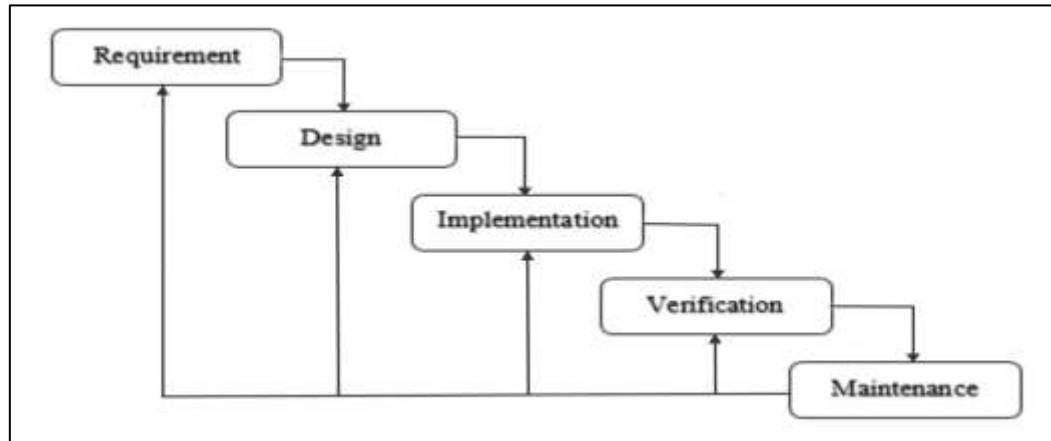 Requirement
Design
Implementation
Verification
Maintenance